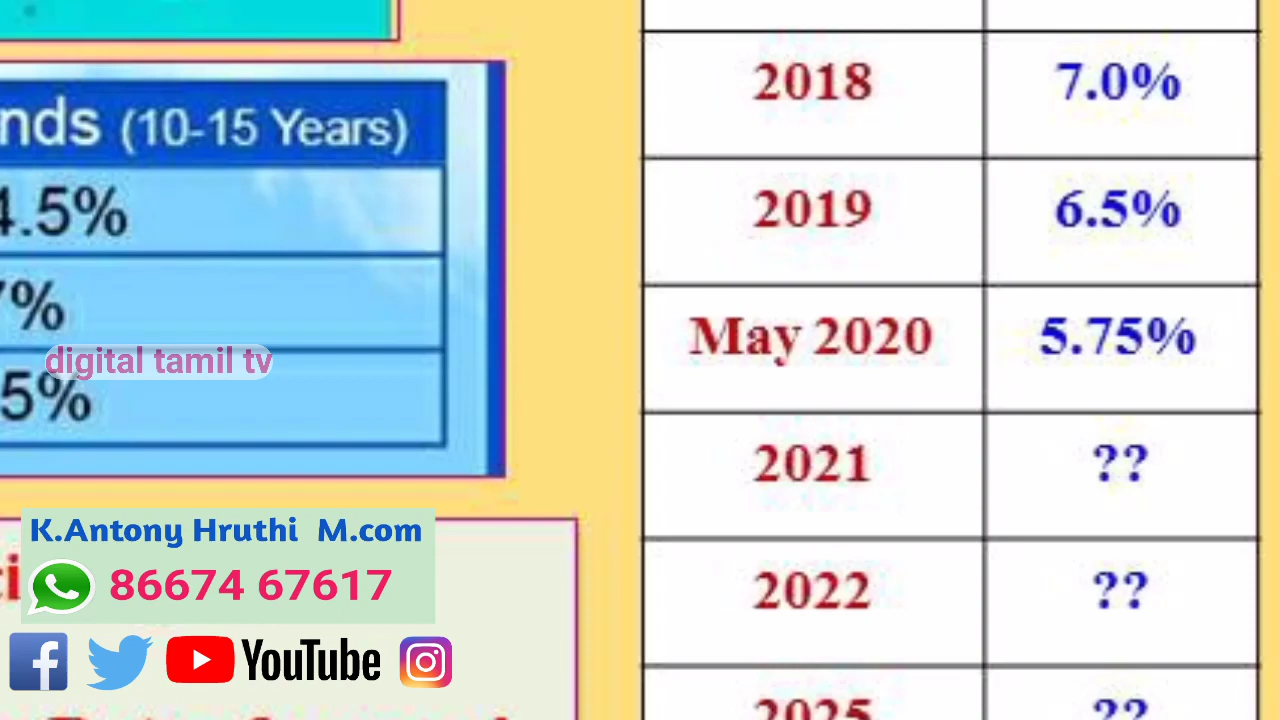 (10-15 Years)
4.5%
7%
digital tamil tv
5%
K.Antony Hruthi M.com
86674 67617
YouTube
2018 7.0%
2019 6.5%
May 2020 5.75%
2021 ??
2022 ??
2025 ??